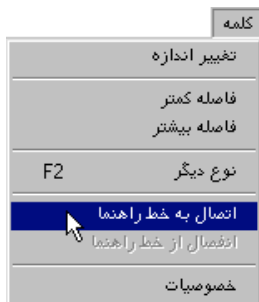 کلمه
تغییر اندازه
فاصله کمتر
فاصله بیشتر
نوع دیگر F2
اتصال به خط راهنما
انفصال از خط راهنما
خصوصیات